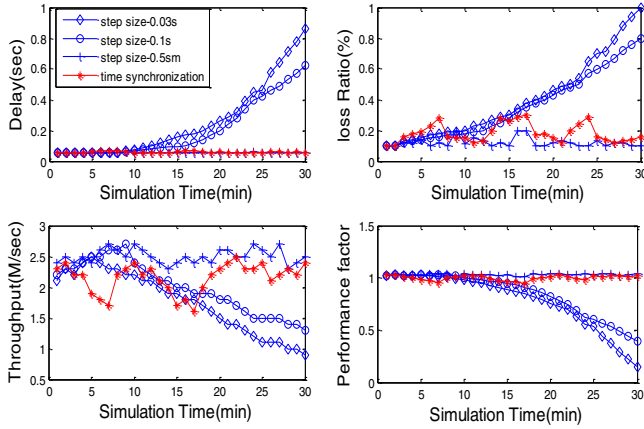 Delay(sec)
1
0.8
0.6
0.4
0.2
0
step size-0.03s
step size-0.1s
step size-0.5sm
time synchronization
0 5 10 15 20 25 30
Simulation Time(min)
loss Ratio(%)
1
0.8
0.6
0.4
0.2
0
0 5 10 15 20 25 30
Simulation Time(min)
Throughput(M/sec)
3
2.5
2
1.5
1
0.5
0 5 10 15 20 25 30
Simulation Time(min)
Performance factor
1.5
1.0
0.5
0
0 5 10 15 20 25 30
Simulation Time(min)